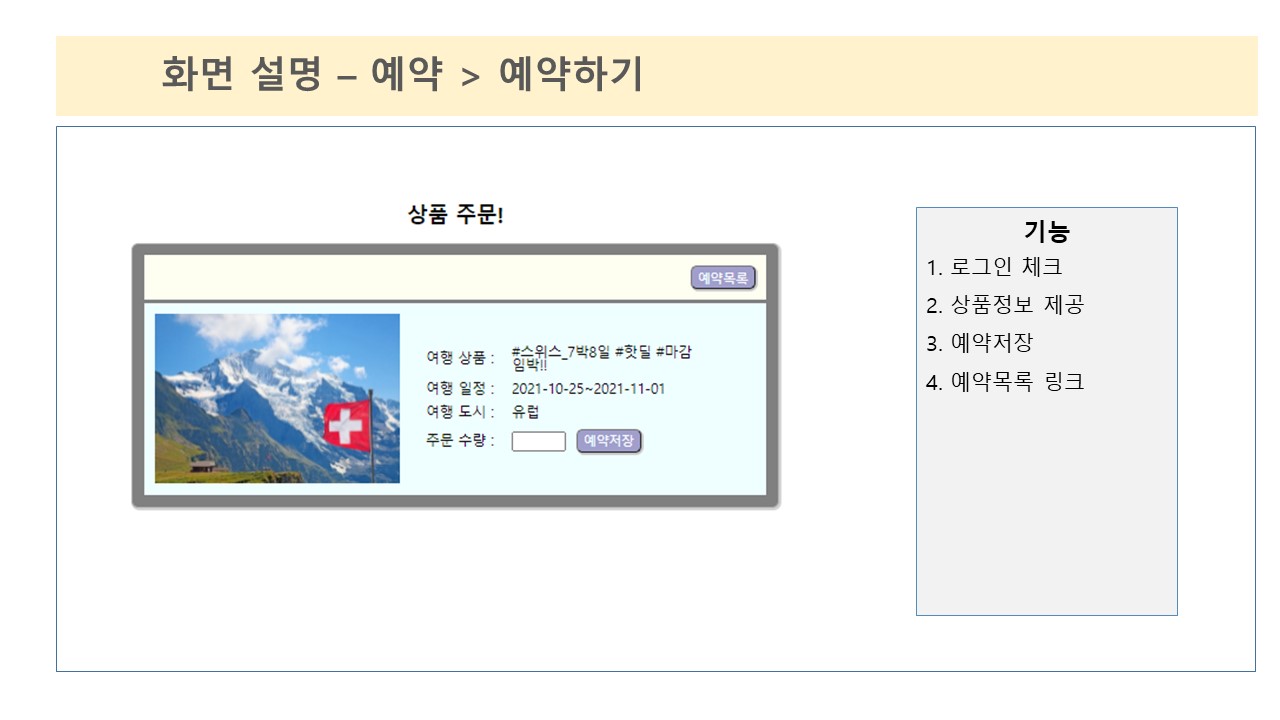 화면 설명 – 예약 > 예약하기
상품 주문!
예약목록
여행 상품 : #스위스_7박8일 #핫딜 #마감
임박!!
여행 일정 : 2021-10-25~2021-11-01
여행 도시 : 유럽
주문 수량 : 예약저장
기능
1. 로그인 체크
2. 상품정보 제공
3. 예약저장
4. 예약목록 링크